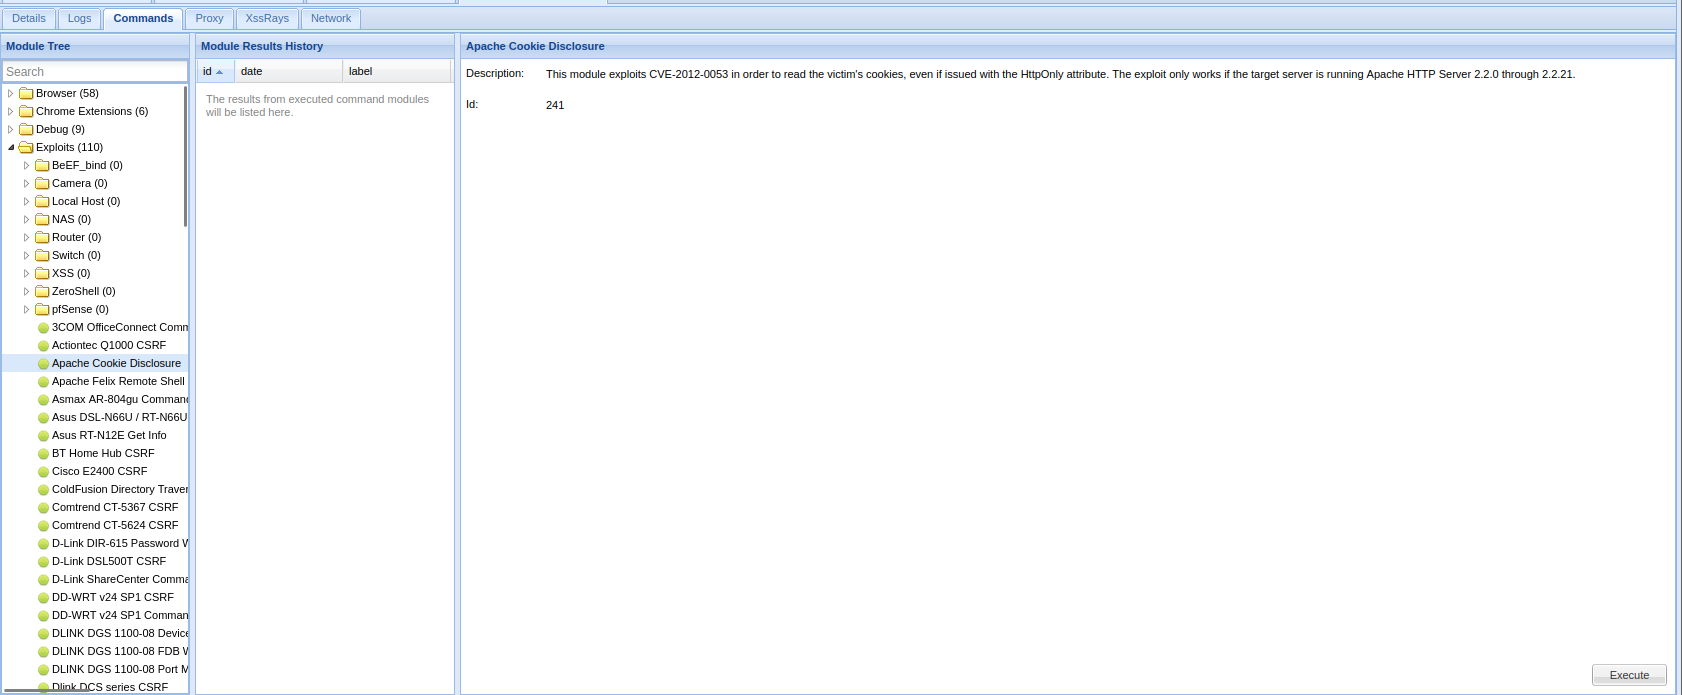 Details Logs Commands Proxy XssRays Network
Module Tree
Search
Browser (58)
Chrome Extensions (6)
Debug (9)
Exploits (110)
BeEF_bind (0)
Camera (0)
Local Host (0)
NAS (0)
Router (0)
Switch (0)
XSS (0)
ZeroShell (0)
pfSense (0)
3COM OfficeConnect Comm
Actiontec Q1000 CSRF
Apache Cookie Disclosure
Apache Felix Remote Shell
Asmax AR-804gu Command
Asus DSL-N66U / RT-N66U
Asus RT-N12E Get Info
BT Home Hub CSRF
Cisco E2400 CSRF
ColdFusion Directory Traver
Comtrend CT-5367 CSRF
Comtrend CT-5624 CSRF
D-Link DIR-615 Password W
D-Link DSL500T CSRF
D-Link ShareCenter Comma
DD-WRT v24 SP1 CSRF
DD-WRT v24 SP1 Comman
DLINK DGS 1100-08 Device
DLINK DGS 1100-08 FDB W
DLINK DGS 1100-08 Port M
Dlink DCS series CSRF
Module Results History
id date label
The results from executed command modules
will be listed here.
Apache Cookie Disclosure
Description: This module exploits CVE-2012-0053 in order to read the victim's cookies, even if issued with the HttpOnly attribute. The exploit only works if the target server is running Apache HTTP Server 2.2.0 through 2.2.21.
Id: 241
Execute